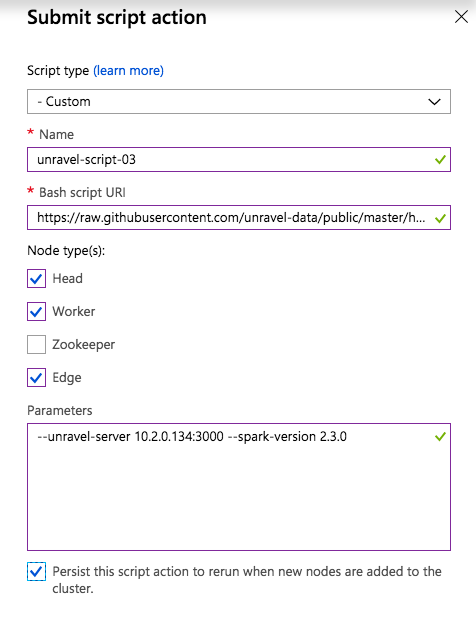 Submit script action
Script type (learn more)
- Custom
* Name
unravel-script-03
* Bash script URI
https://raw.githubusercontent.com/unravel-data/public/master/h...
Node type(s):
Head
Worker
Zookeeper
Edge
Parameters
--unravel-server 10.2.0.134:3000 --spark-version 2.3.0
Persist this script action to rerun when new nodes are added to the
cluster.